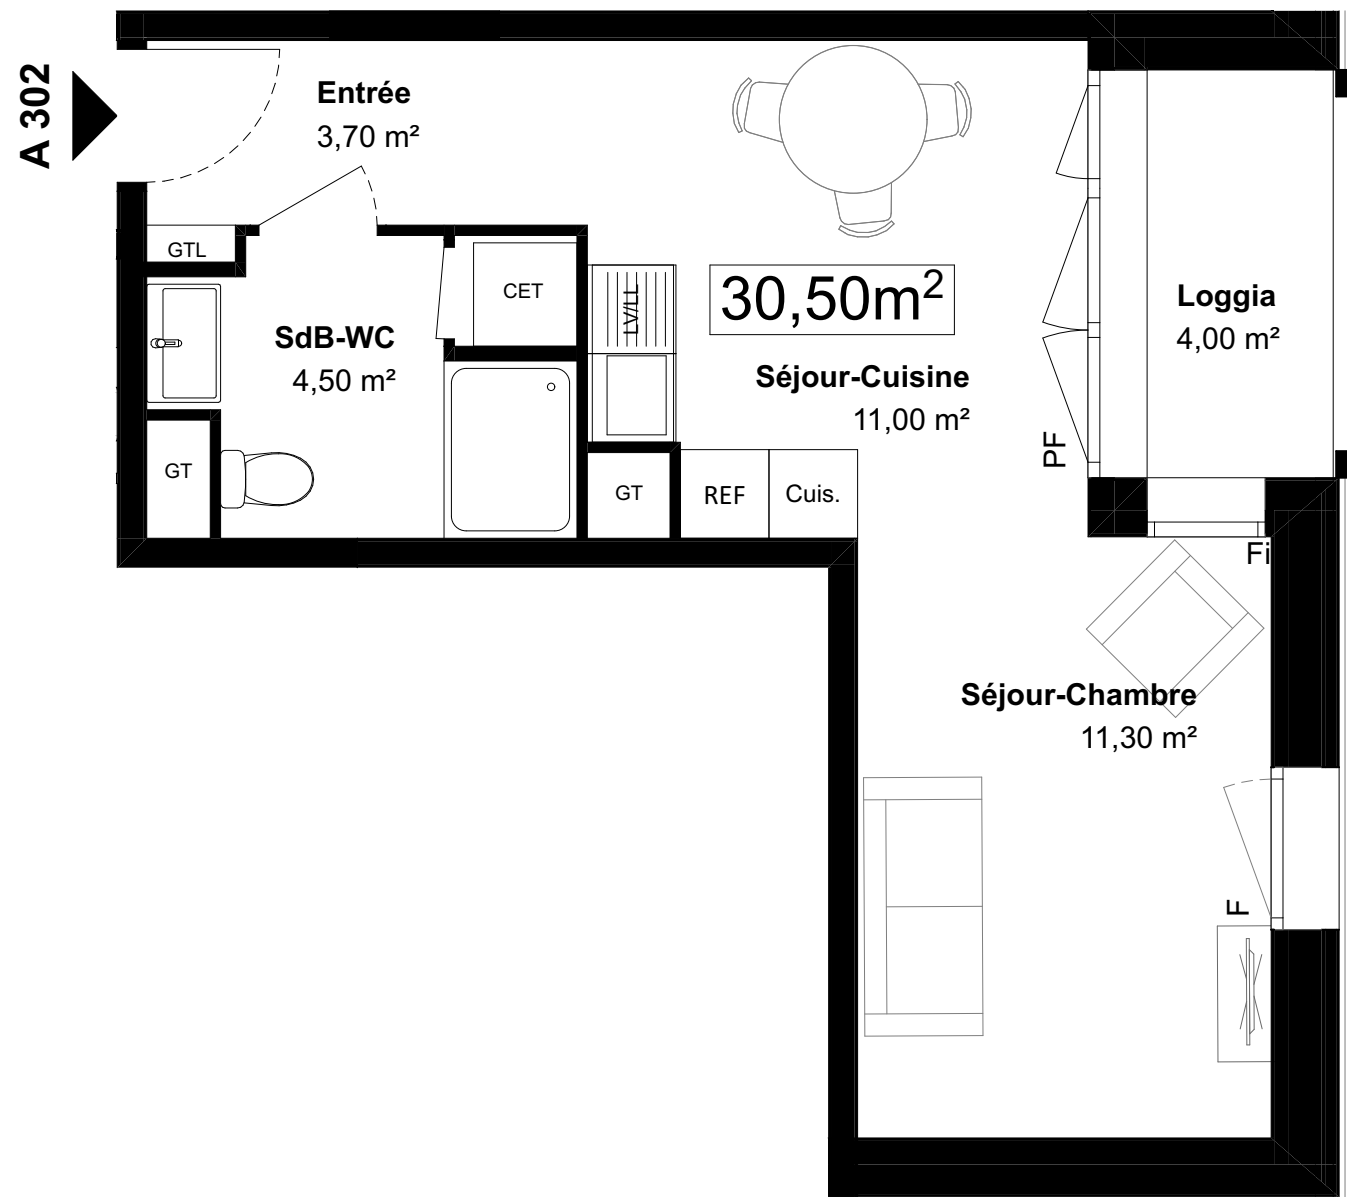 A 302
Entrée
3,70 m²
GTL
CET
SdB-WC
4,50 m²
GT
LV/LL
30,50m²
Séjour-Cuisine
11,00 m²
Loggia
4,00 m²
PF
GT
REF
Cuis.
Fi
Séjour-Chambre
11,30 m²
F